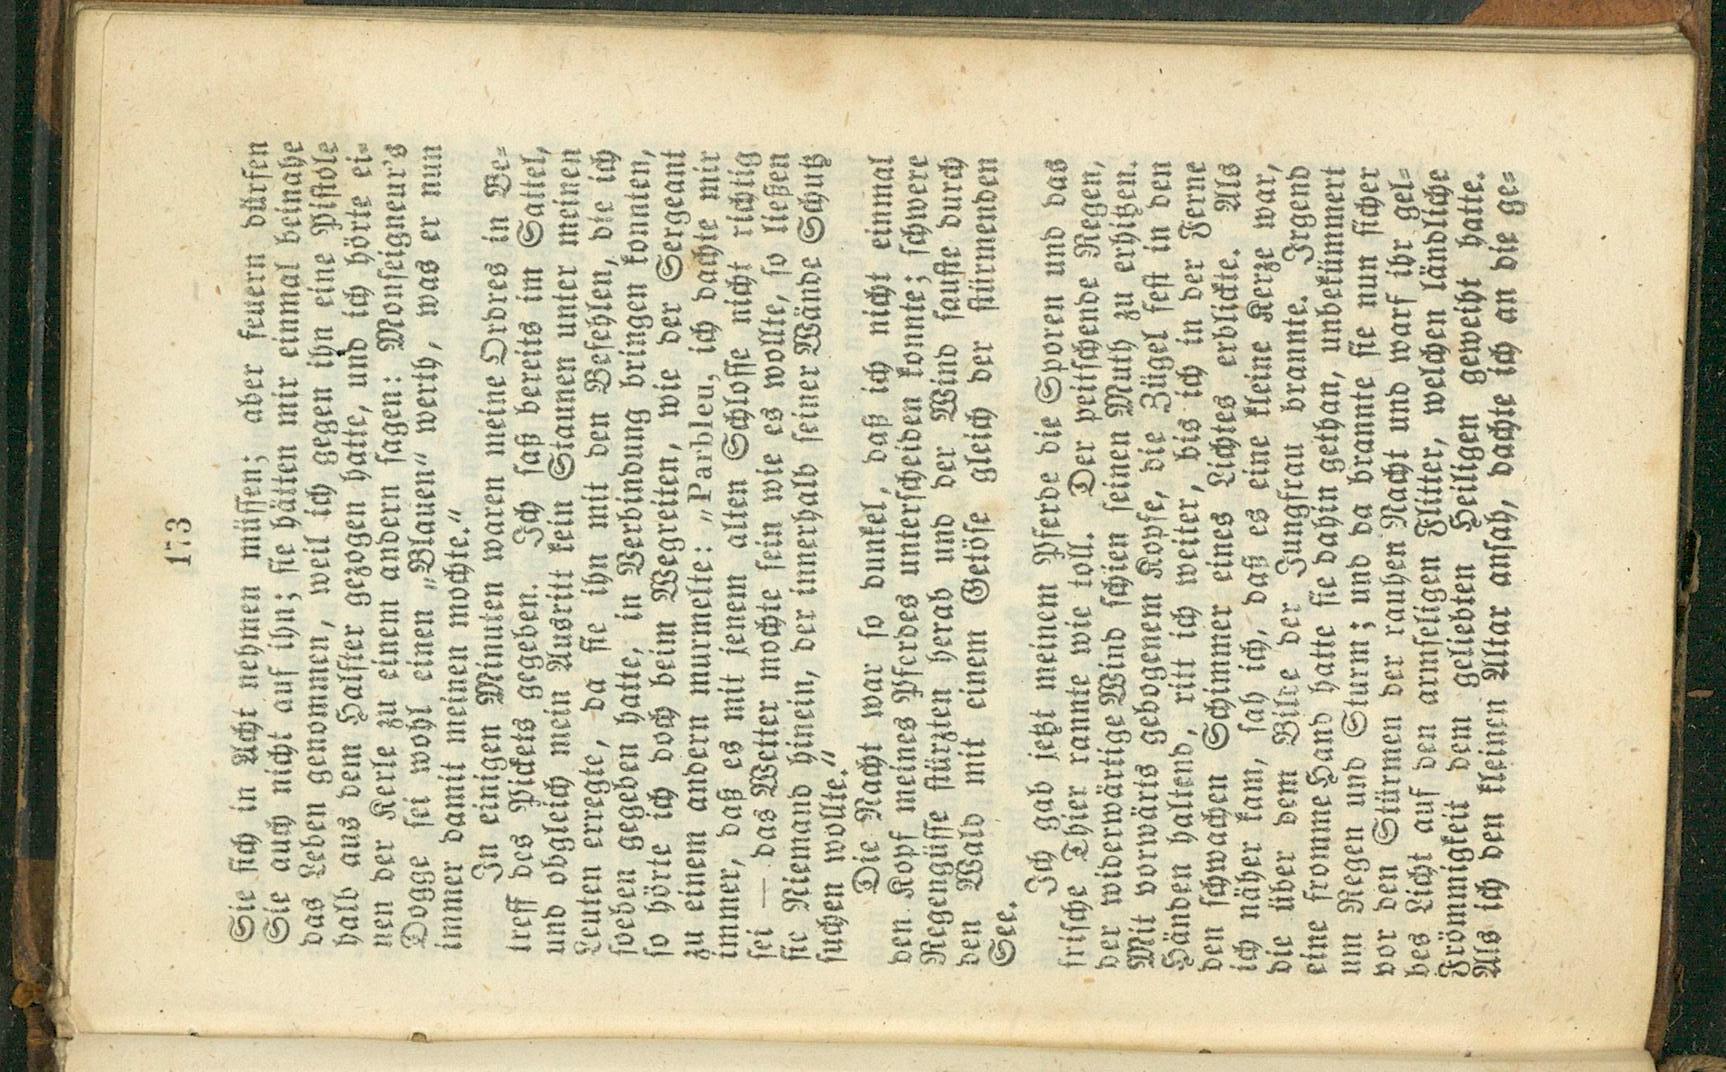 173
Sie sich in Acht nehmen müssen; aber feuern dürfen
Sie auch nicht auf ihn; sie hätten mir einmal beinahe
das Leben genommen, weil ich gegen ihn eine Pistole
halb aus dem Halfter gezogen hatte, und ich hörte ei-
nen der Kerle zu einem andern sagen: Monseigneur's
Dogge sei wohl einen „Blauen“ werth, was er nun
immer damit meinen mochte.“
In einigen Minuten waren meine Ordres in Be-
treff des Pickets gegeben. Ich saß bereits im Sattel,
und obgleich mein Ausritt kein Staunen unter meinen
Leuten erregte, da sie ihn mit den Befehlen, die ich
soeben gegeben hatte, in Verbindung bringen konnten,
so hörte ich doch beim Wegreiten, wie der Sergeant
zu einem andern murmelte: „Parbleu, ich dachte mir
immer, daß es mit jenem alten Schlosse nicht richtig
sei — das Wetter mochte sein wie es wollte, so ließen
sie Niemand hinein, der innerhalb seiner Wände Schutz
suchen wollte.“
Die Nacht war so dunkel, daß ich nicht einmal
den Kopf meines Pferdes unterscheiden konnte; schwere
Regengüsse stürzten herab und der Wind sauste durch
den Wald mit einem Getöse gleich der stürmenden
See.
Ich gab jetzt meinem Pferde die Sporen und das
frische Thier rannte wie toll. Der peitschende Regen,
der widerwärtige Wind schien seinen Muth zu erhitzen.
Mit vorwärts gebogenem Kopfe, die Zügel fest in den
Händen haltend, ritt ich weiter, bis ich in der Ferne
den schwachen Schimmer eines Lichtes erblickte. Als
ich näher kam, sah ich, daß es eine kleine Kerze war,
die über dem Bilde der Jungfrau brannte. Irgend
eine fromme Hand hatte sie dahin gethan, unbekümmert
um Regen und Sturm; und da brannte sie nun sicher
vor den Stürmen der rauhen Nacht und warf ihr gel-
bes Licht auf den armseligen Flitter, welchen ländliche
Frömmigkeit dem geliebten Heiligen geweiht hatte.
Als ich den kleinen Altar ansah, dachte ich an die ge-